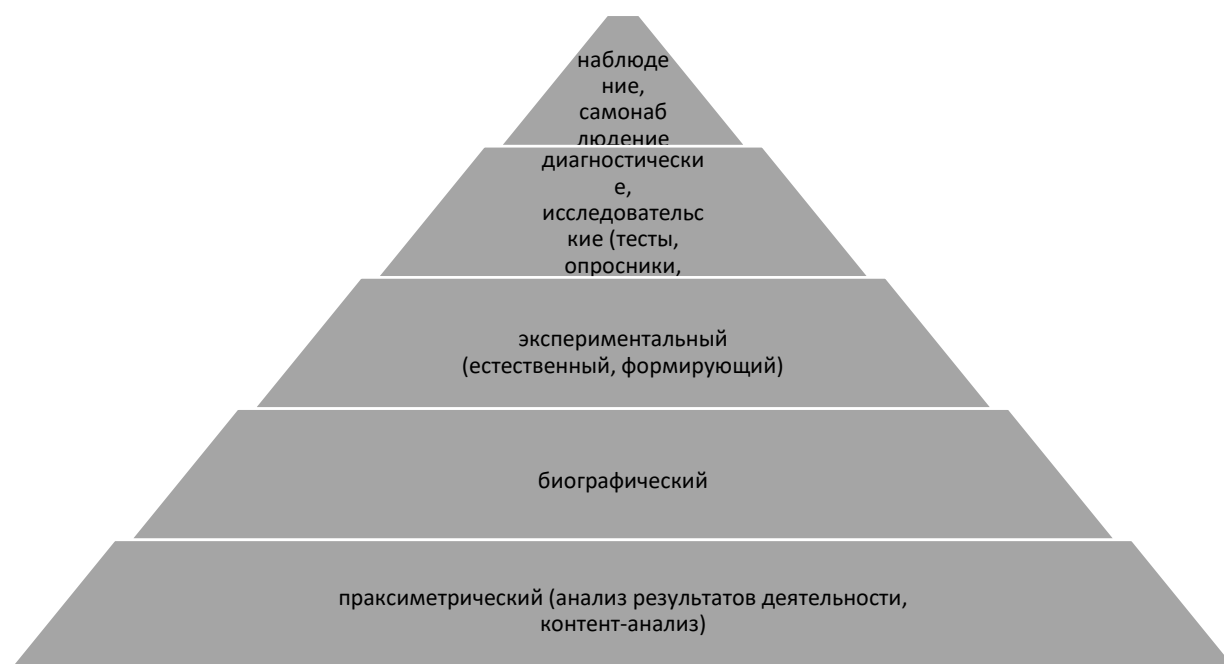 наблюде
ние,
самонаб
людение
диагностически
е,
исследовательс
кие (тесты,
опросники,
экспериментальный
(естественный, формирующий)
биографический
праксиметрический (анализ результатов деятельности,
контент-анализ)